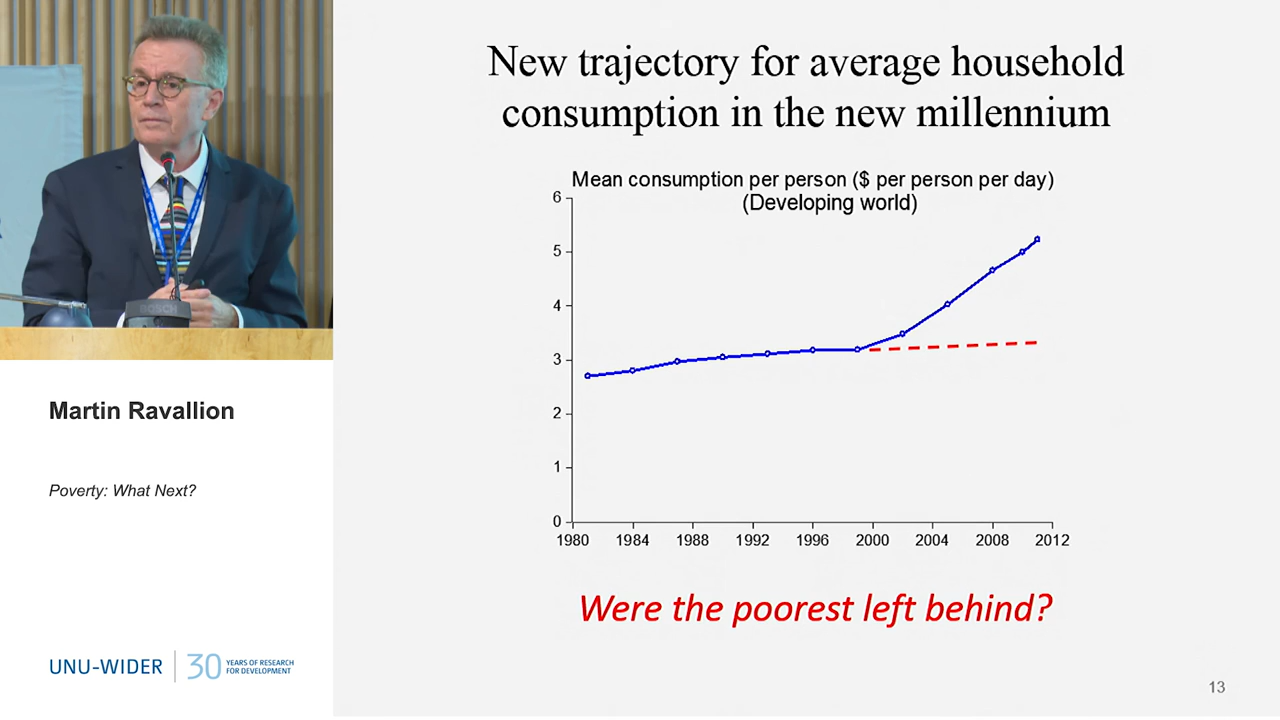 New trajectory for average household
consumption in the new millennium
Mean consumption per person ($ per person per day)
(Developing world)
6
5
4
3
2
1
0
1980 1984 1988 1992 1996 2000 2004 2008 2012
Were the poorest left behind?
13
BOSCH
Martin Ravallion
Poverty: What Next?
UNU-WIDER
30 YEARS OF RESEARCH
FOR DEVELOPMENT